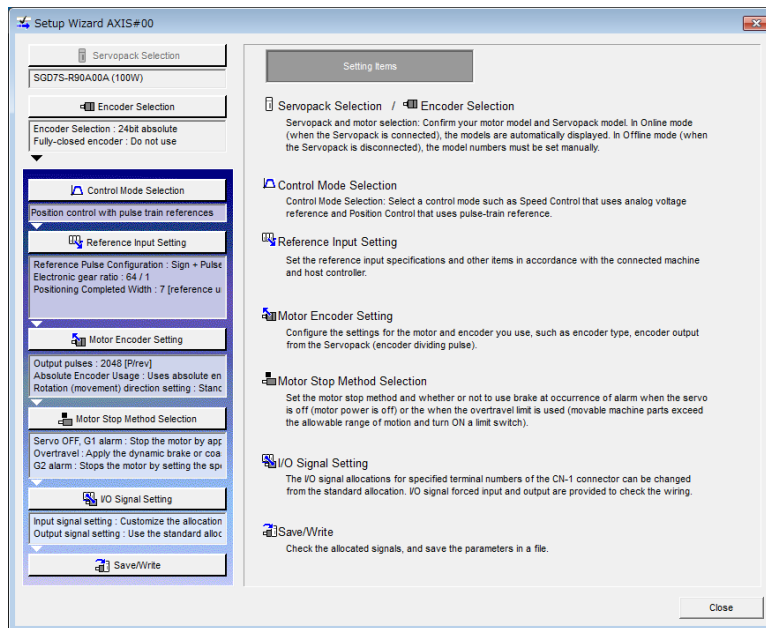 Setup Wizard AXIS#00
Servopack Selection
SGD7S-R90A00A (100W)
Encoder Selection
Encoder Selection : 24bit absolute
Fully-closed encoder : Do not use
Control Mode Selection
Position control with pulse train references
Reference Input Setting
Reference Pulse Configuration : Sign + Pulse
Electronic gear ratio : 64 / 1
Positioning Completed Width : 7 [reference u
Motor Encoder Setting
Output pulses : 2048 [P/rev]
Absolute Encoder Usage : Uses absolute en
Rotation (movement) direction setting : Stanc
Motor Stop Method Selection
Servo OFF, G1 alarm : Stop the motor by app
Overtravel : Apply the dynamic brake or coa
G2 alarm : Stops the motor by setting the spe
I/O Signal Setting
Input signal setting : Customize the allocation
Output signal setting : Use the standard alloc
Save/Write
Setting Items
Servopack Selection / Encoder Selection
Servopack and motor selection: Confirm your motor model and Servopack model. In Online mode
(when the Servopack is connected), the models are automatically displayed. In Offline mode (when
the Servopack is disconnected), the model numbers must be set manually.
Control Mode Selection
Control Mode Selection: Select a control mode such as Speed Control that uses analog voltage
reference and Position Control that uses pulse-train reference.
Reference Input Setting
Set the reference input specifications and other items in accordance with the connected machine
and host controller.
Motor Encoder Setting
Configure the settings for the motor and encoder you use, such as encoder type, encoder output
from the Servopack (encoder dividing pulse).
Motor Stop Method Selection
Set the motor stop method and whether or not to use brake at occurrence of alarm when the servo
is off (motor power is off) or the when the overtravel limit is used (movable machine parts exceed
the allowable range of motion and turn ON a limit switch).
I/O Signal Setting
The I/O signal allocations for specified terminal numbers of the CN-1 connector can be changed
from the standard allocation. I/O signal forced input and output are provided to check the wiring.
Save/Write
Check the allocated signals, and save the parameters in a file.
Close